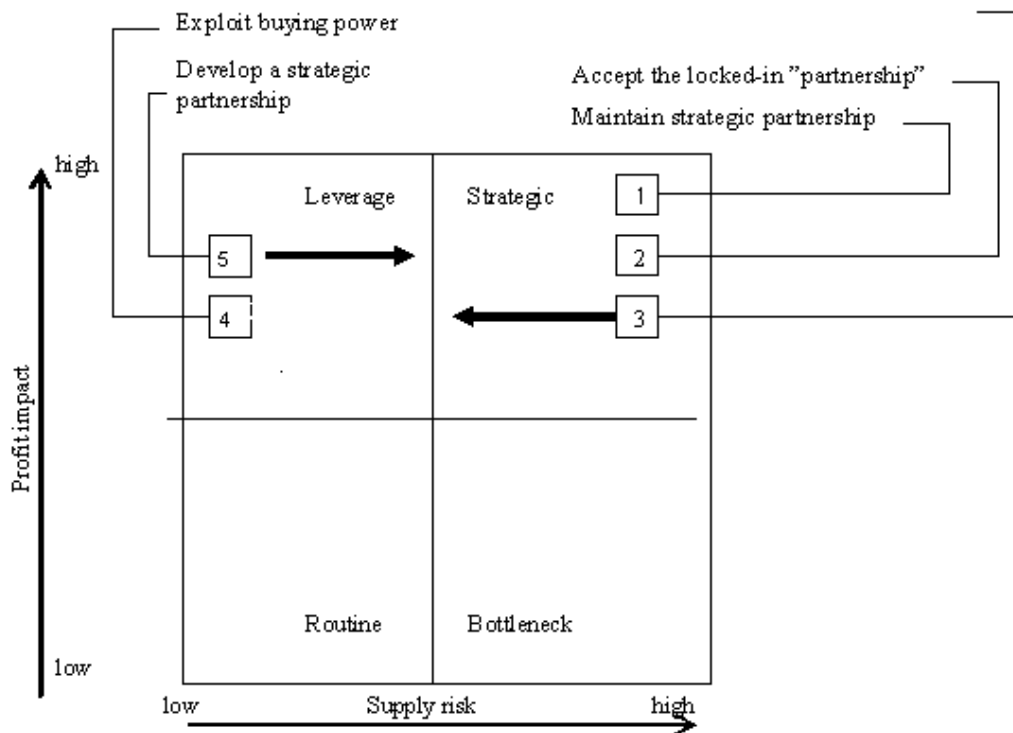 Exploit buying power
Develop a strategic
partnership
Accept the locked-in ”partnership”
Maintain strategic partnership
high
Leverage
Strategic
1
5
2
4
3
Profit impact
Routine
Bottleneck
low
low
Supply risk
high